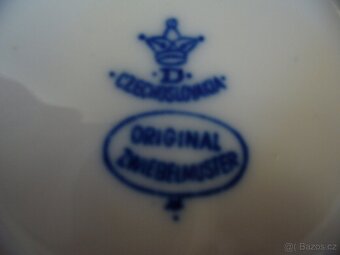 ·D·
CZECHOSLOVAKIA
ORIGINAL
ZWIEBELMUSTER
© Bazos.cz